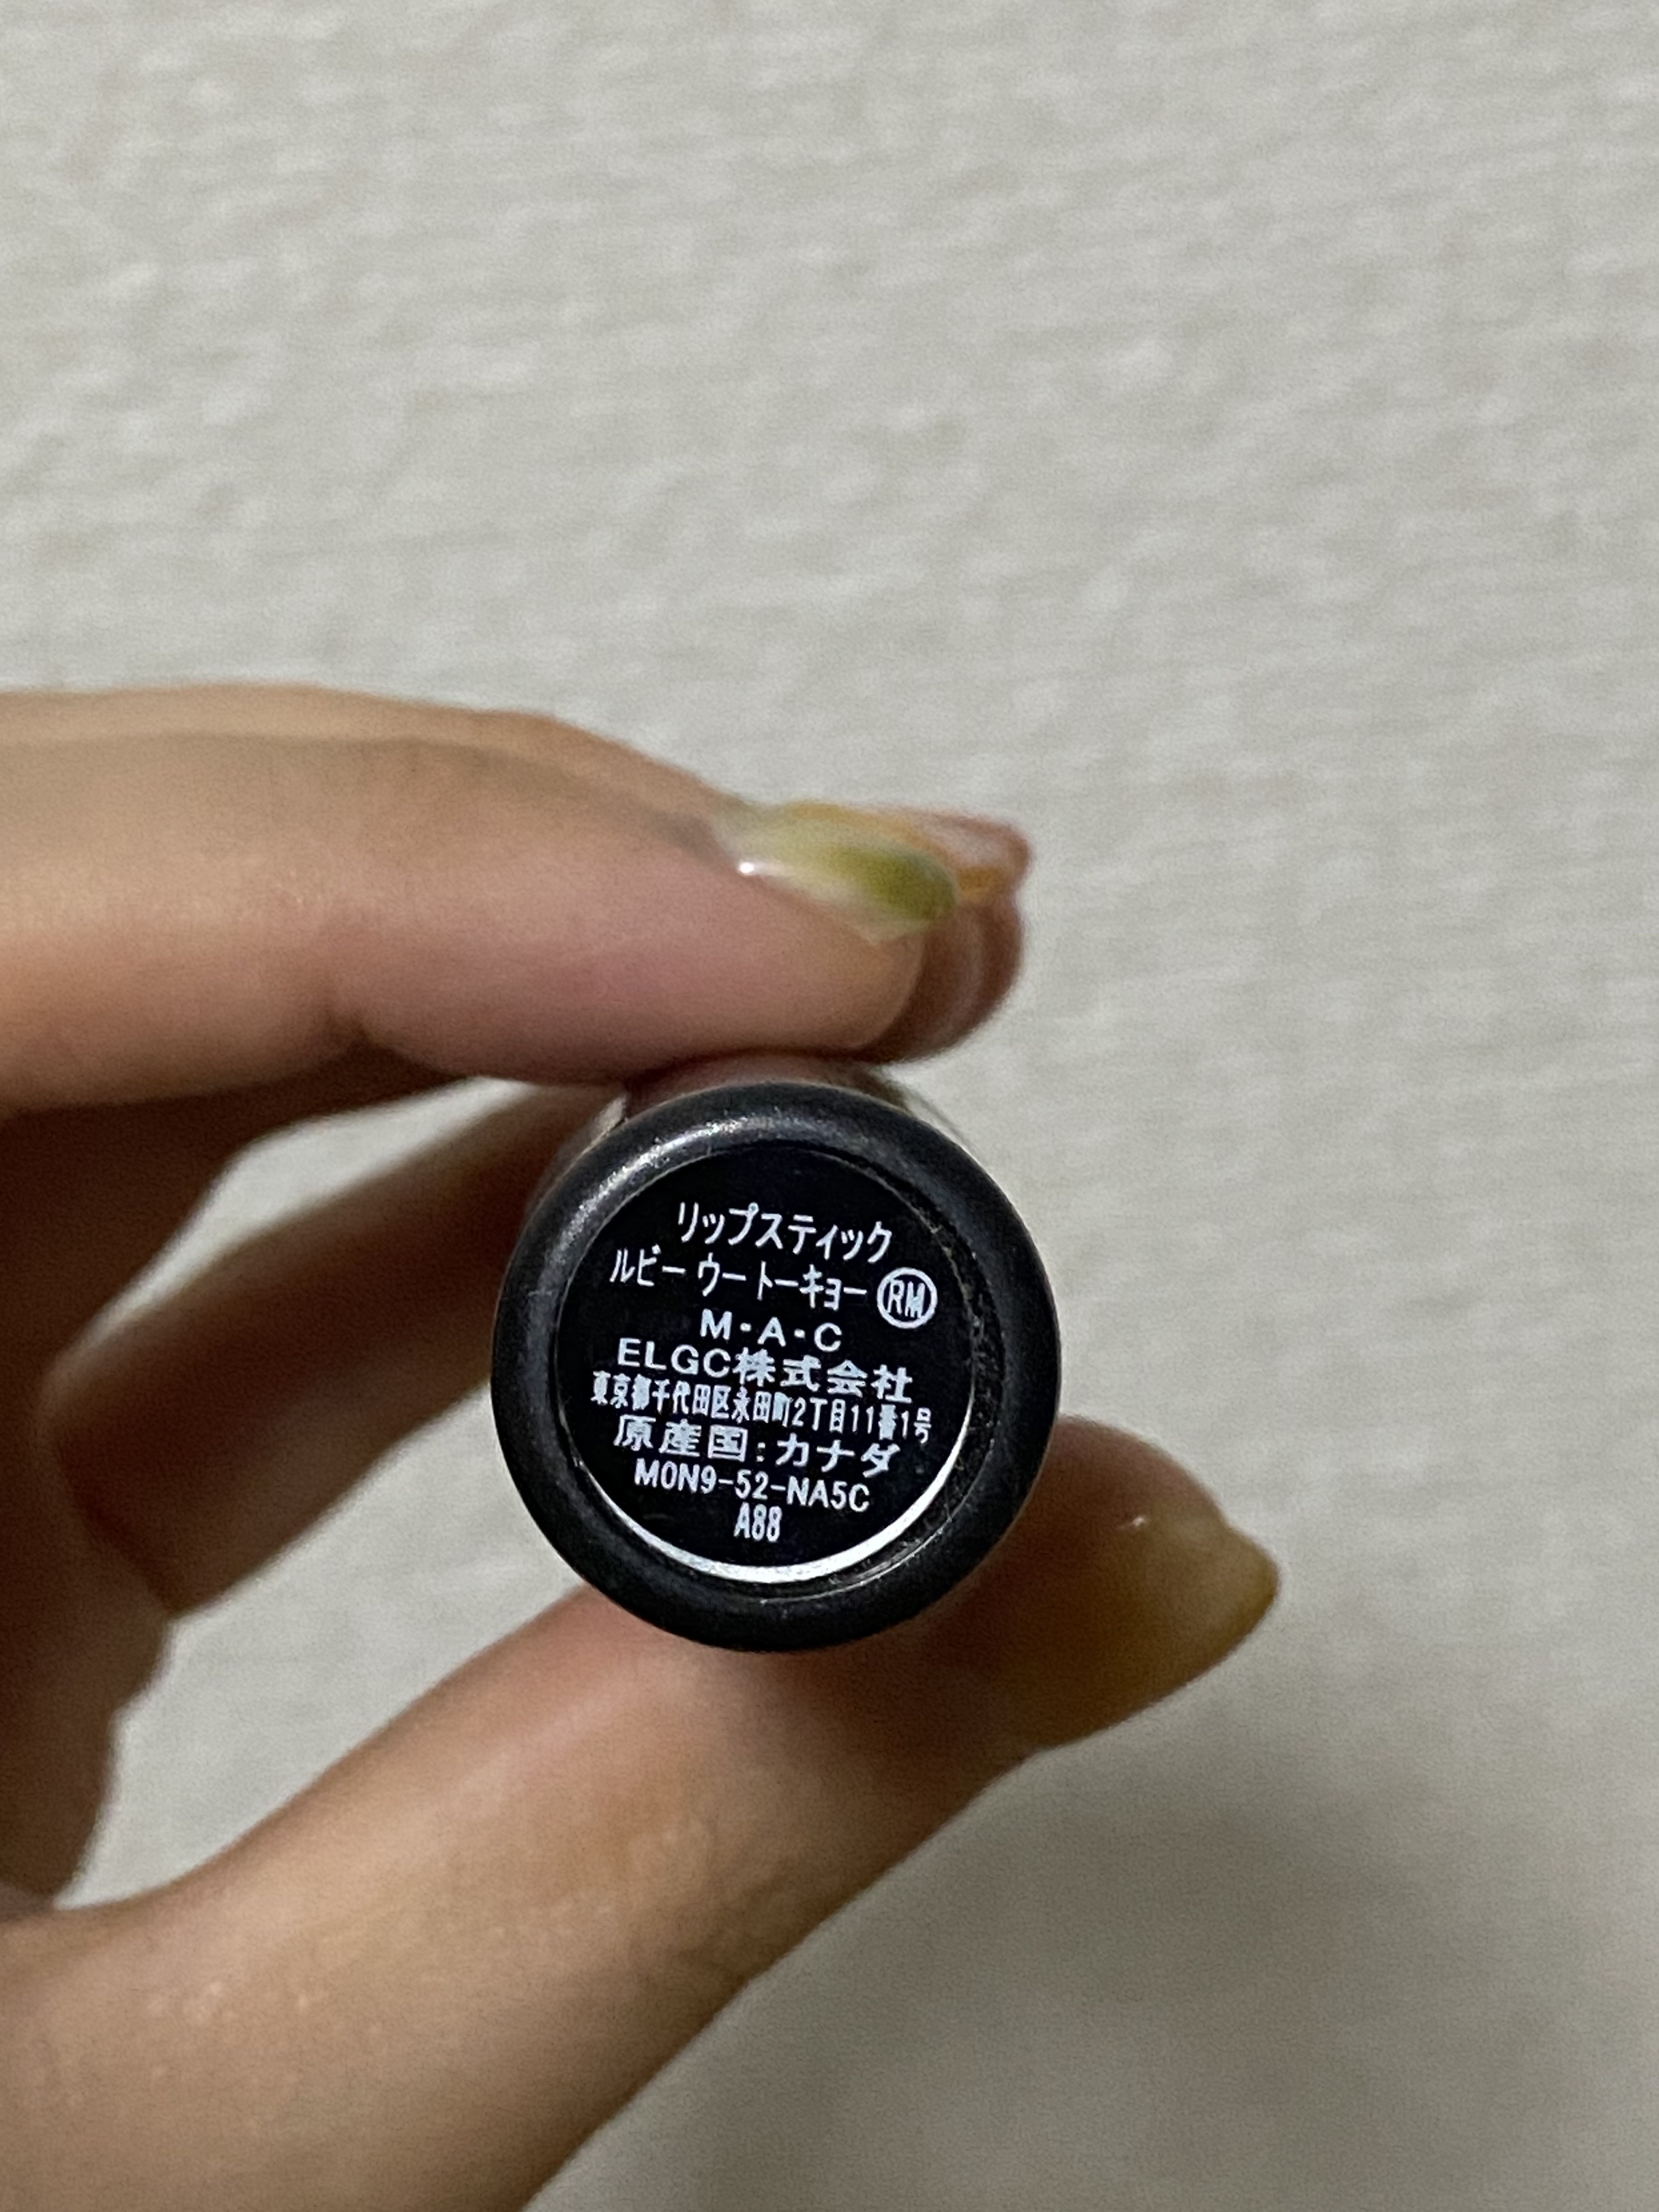 リップスティック
ルビー ウー トーキョー RM
M・A・C
ELGC株式会社
東京都千代田区永田町2丁目11番1号
原産国:カナダ
M0N9-52-NA5C
A88